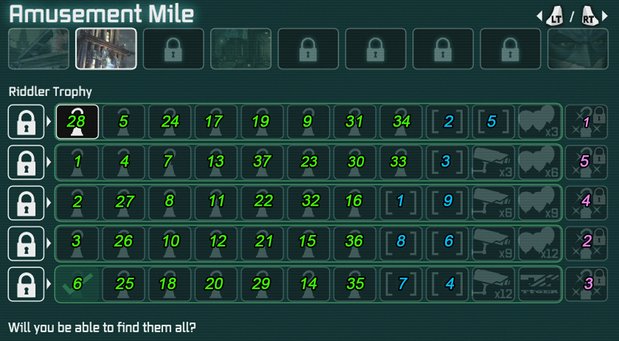 Amusement Mile
LT / RT
Riddler Trophy
28 5 24 17 19 9 31 34 2 5 x3 1
1 4 7 13 37 23 30 33 3 x3 x6 5
2 27 8 11 22 32 16 1 9 x6 x9 4
3 26 10 12 21 15 36 8 6 x9 x12 2
6 25 18 20 29 14 35 7 4 x12 TYGER 3
Will you be able to find them all?